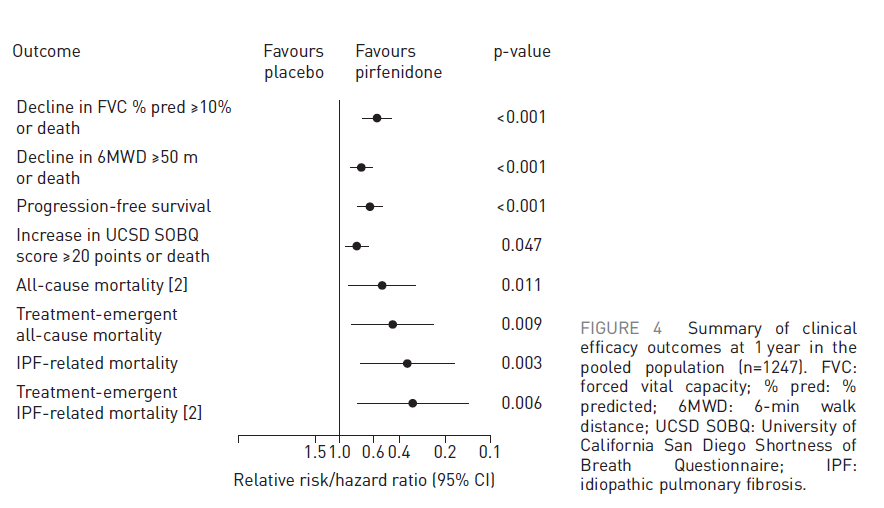 Outcome
Favours placebo
Favours pirfenidone
p-value
Decline in FVC % pred ≥10%
or death
<0.001
Decline in 6MWD ≥50 m
or death
<0.001
Progression-free survival
<0.001
Increase in UCSD SOBQ
score ≥20 points or death
0.047
All-cause mortality [2]
0.011
Treatment-emergent
all-cause mortality
0.009
IPF-related mortality
0.003
Treatment-emergent
IPF-related mortality [2]
0.006
1.5 1.0 0.6 0.4 0.2 0.1
Relative risk/hazard ratio (95% CI)
FIGURE 4 Summary of clinical
efficacy outcomes at 1 year in the
pooled population (n=1247). FVC:
forced vital capacity; % pred: %
predicted; 6MWD: 6-min walk
distance; UCSD SOBQ: University of
California San Diego Shortness of
Breath Questionnaire; IPF:
idiopathic pulmonary fibrosis.